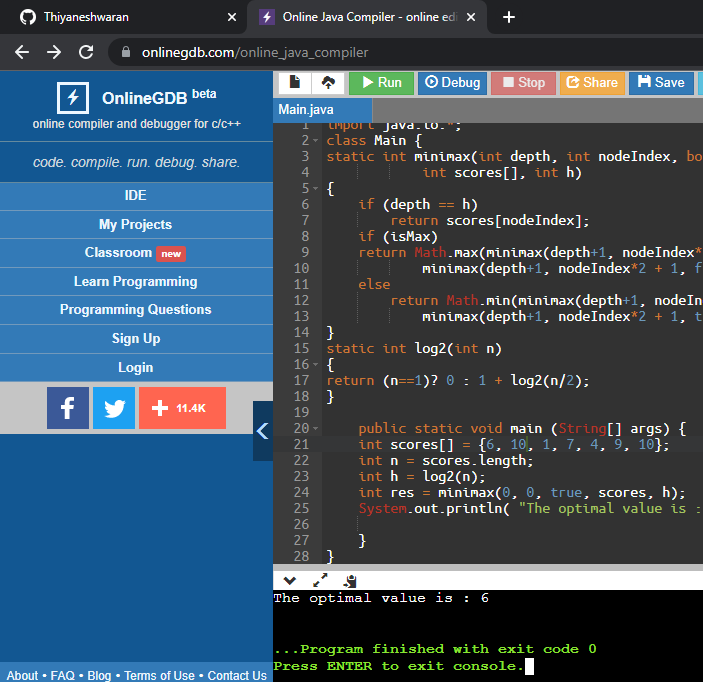 Thiyaneshwaran
Online Java Compiler - online edi
onlinegdb.com/online_java_compiler
OnlineGDB beta
online compiler and debugger for c/c++
code. compile. run. debug. share.
IDE
My Projects
Classroom new
Learn Programming
Programming Questions
Sign Up
Login
11.4K
About • FAQ • Blog • Terms of Use • Contact Us
Run Debug Stop Share Save
Main.java
1 import java.io.*;
2 class Main {
3 static int minimax(int depth, int nodeIndex, bo
4 int scores[], int h)
5 {
6 if (depth == h)
7 return scores[nodeIndex];
8 if (isMax)
9 return Math.max(minimax(depth+1, nodeIndex*
10 minimax(depth+1, nodeIndex*2 + 1, f
11 else
12 return Math.min(minimax(depth+1, nodeIn
13 minimax(depth+1, nodeIndex*2 + 1, t
14 }
15 static int log2(int n)
16 {
17 return (n==1)? 0 : 1 + log2(n/2);
18 }
19
20 public static void main (String[] args) {
21 int scores[] = {6, 10, 1, 7, 4, 9, 10};
22 int n = scores.length;
23 int h = log2(n);
24 int res = minimax(0, 0, true, scores, h);
25 System.out.println( "The optimal value is :
26
27 }
28 }
The optimal value is : 6
...Program finished with exit code 0
Press ENTER to exit console.